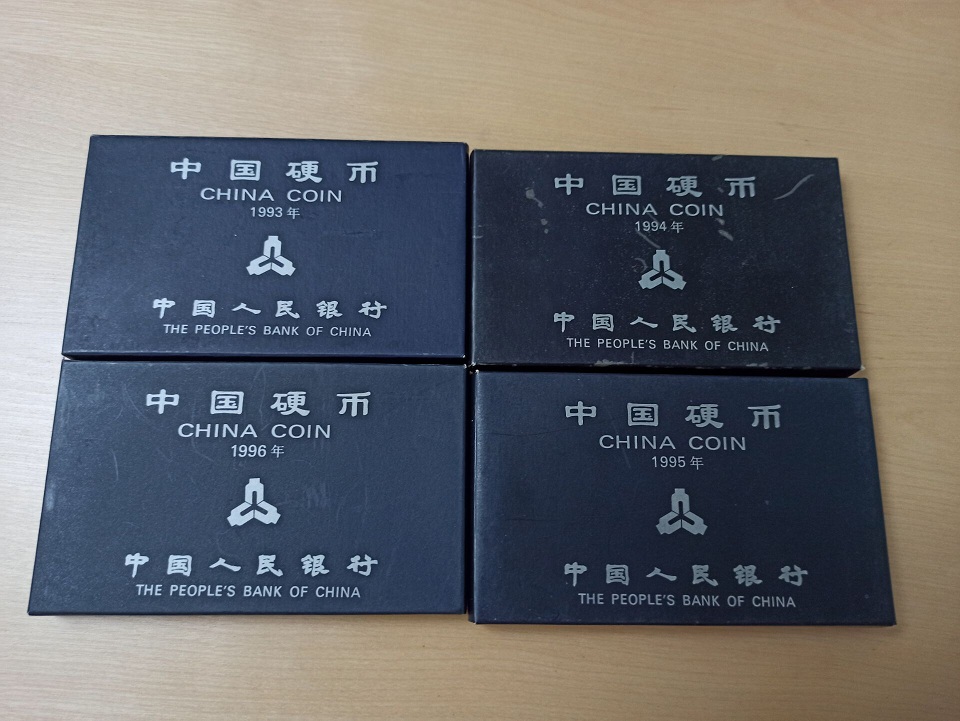 中国硬币
CHINA COIN
1993年
中国人民银行
THE PEOPLE'S BANK OF CHINA
中国硬币
CHINA COIN
1994年
中国人民银行
THE PEOPLE'S BANK OF CHINA
中国硬币
CHINA COIN
1996年
中国人民银行
THE PEOPLE'S BANK OF CHINA
中国硬币
CHINA COIN
1995年
中国人民银行
THE PEOPLE'S BANK OF CHINA